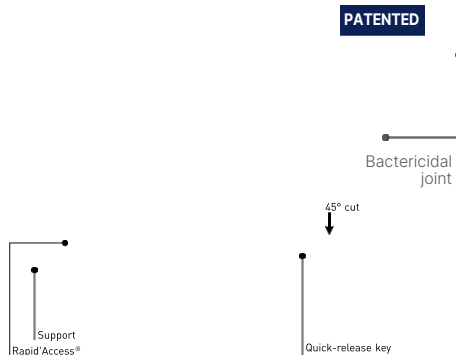 PATENTED
Bactericidal
joint
45° cut
Support
Rapid'Access®
Quick-release key